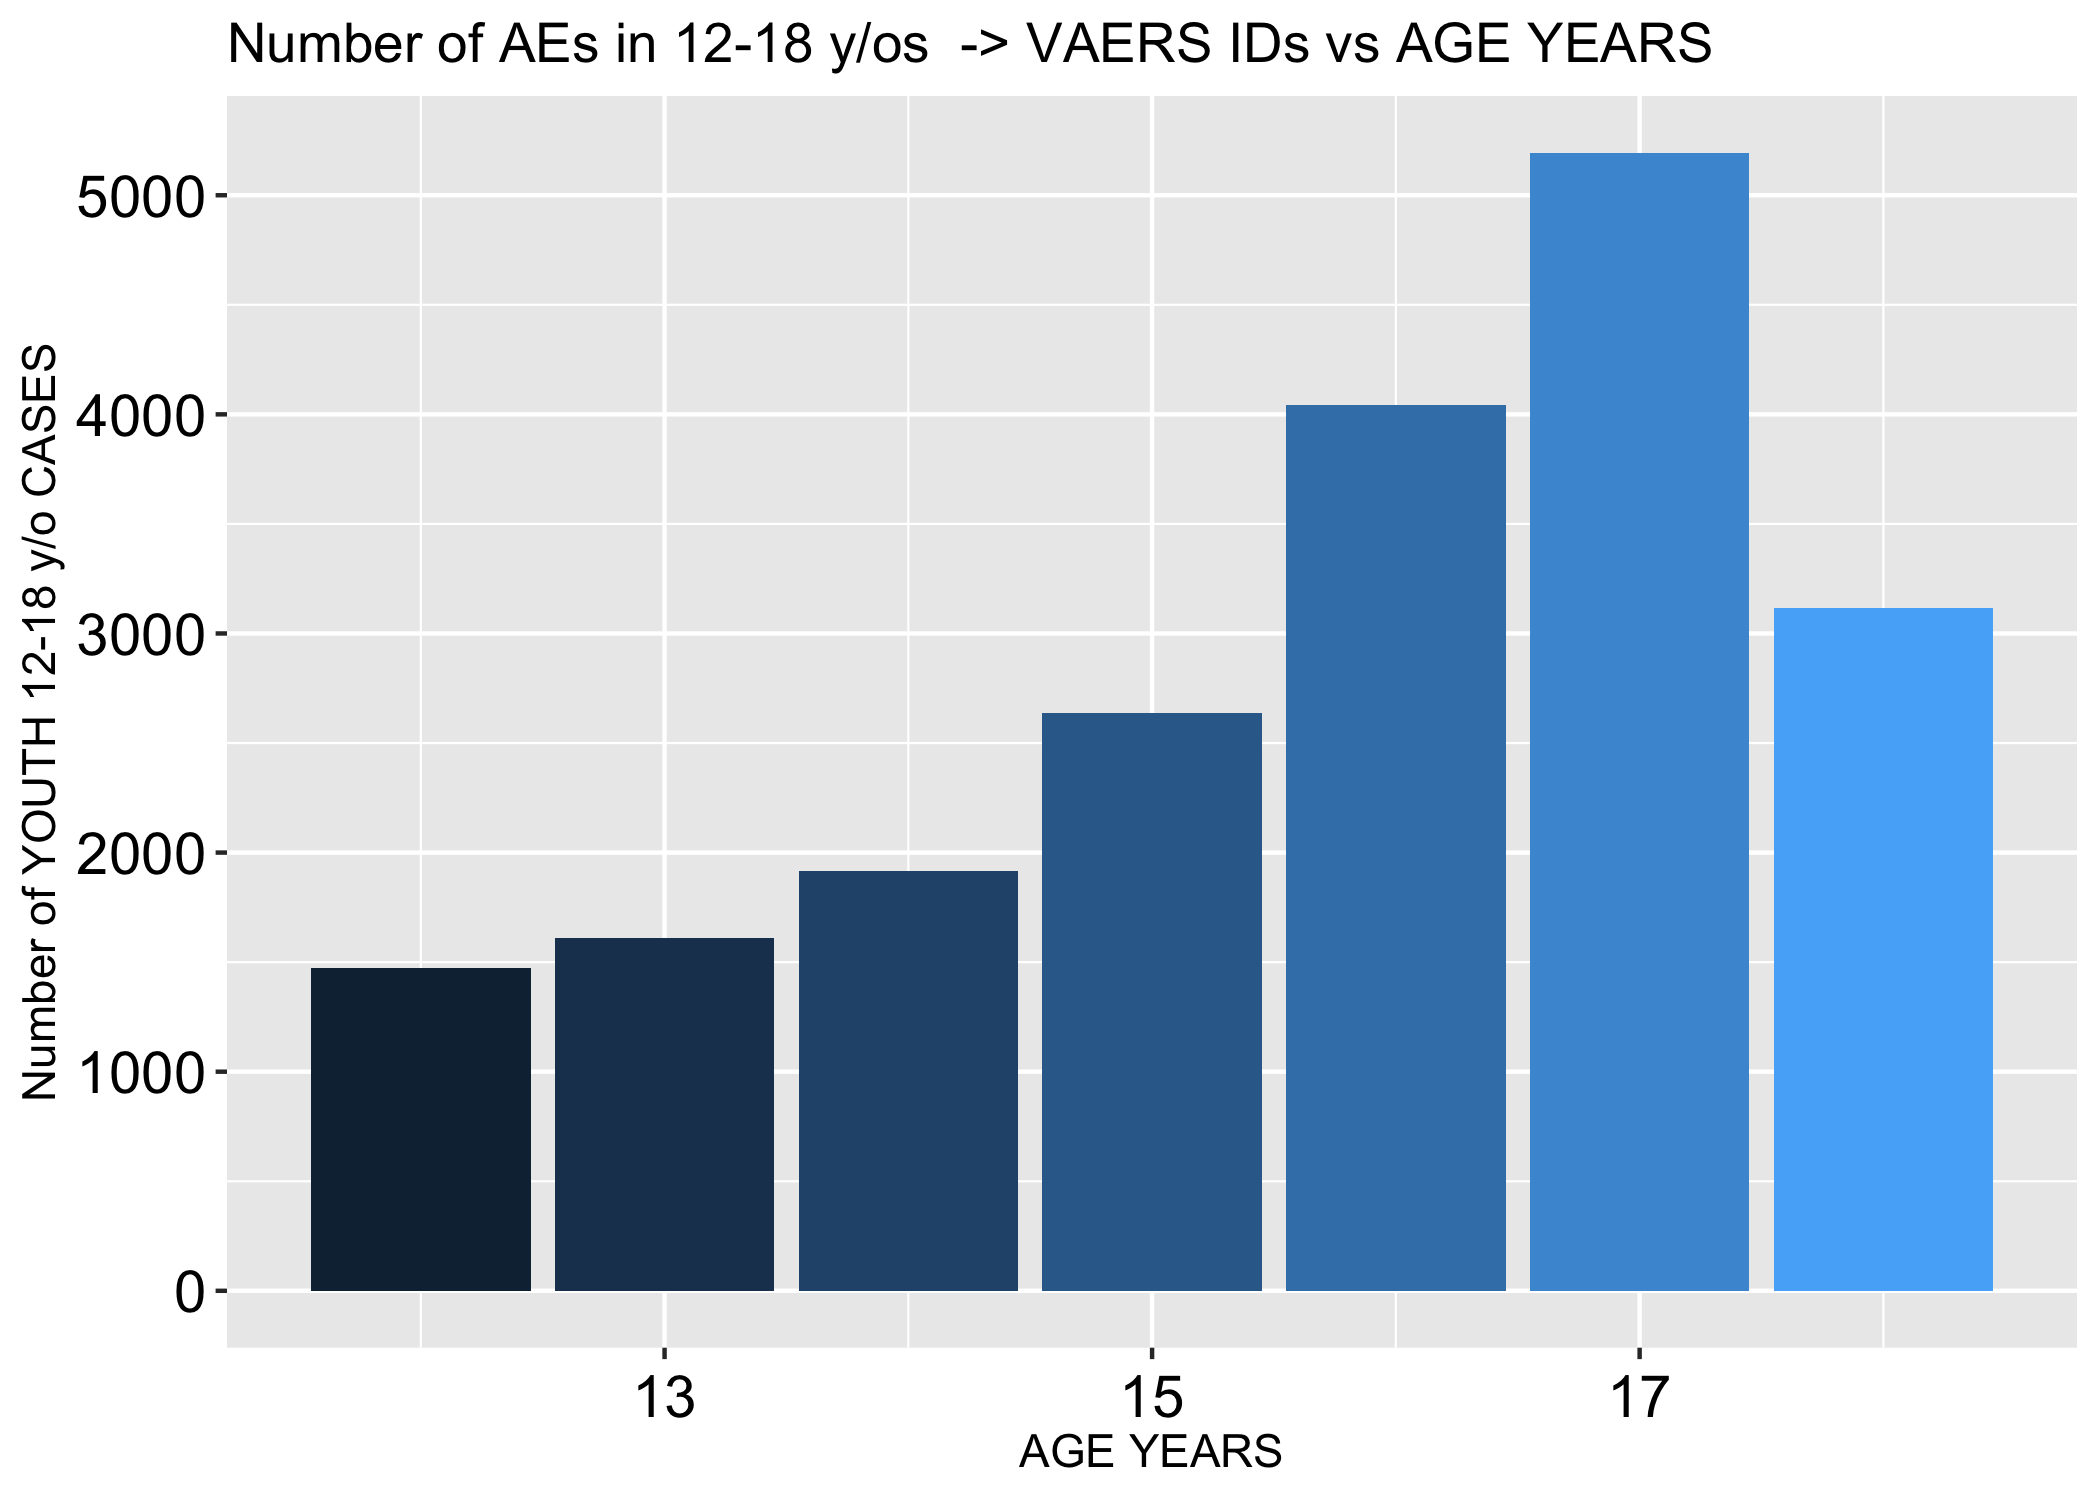 Number of AEs in 12-18 y/os  -> VAERS IDs vs AGE YEARS
Number of YOUTH 12-18 y/o CASES
5000
4000
3000
2000
1000
0
13 15 17
AGE YEARS